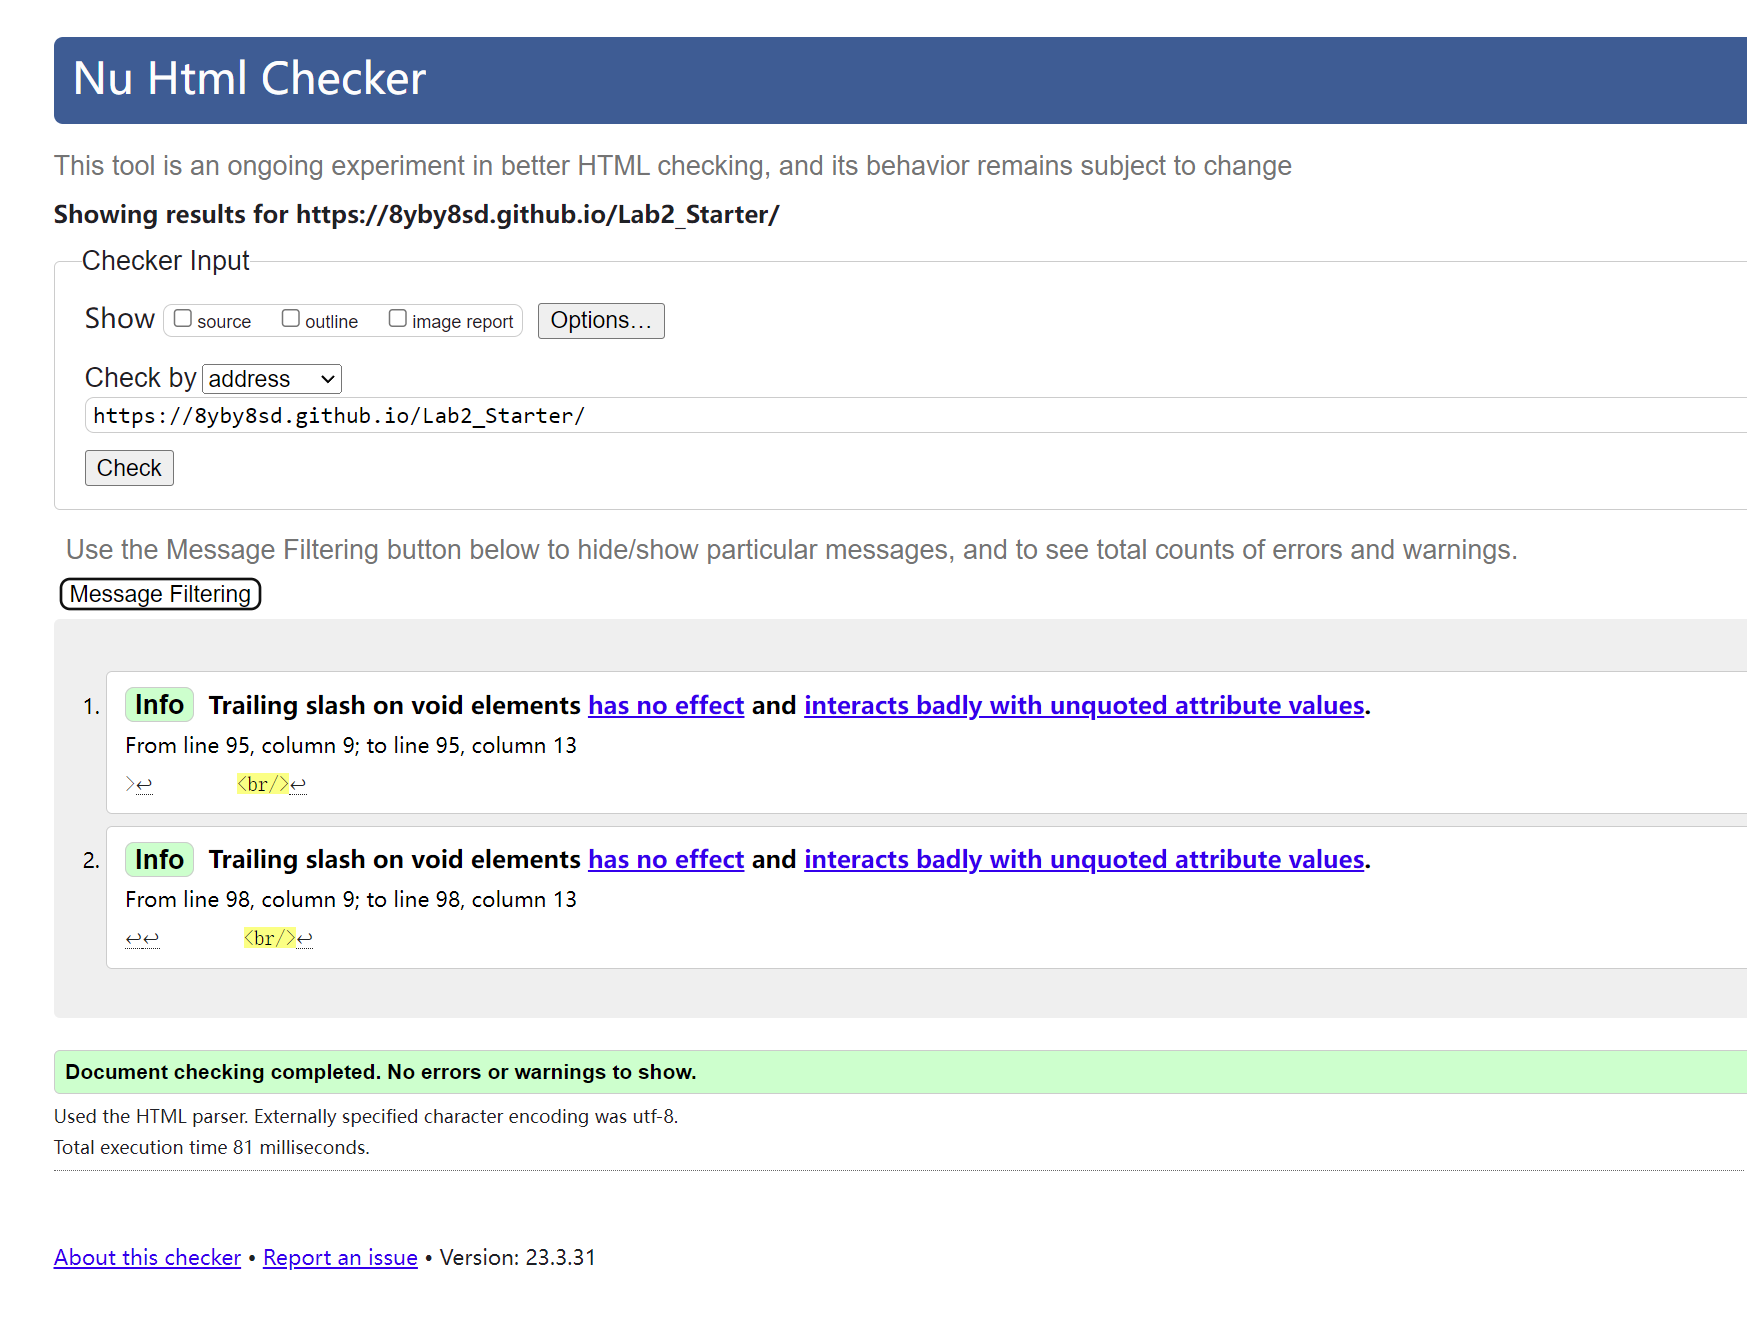 Nu Html Checker
This tool is an ongoing experiment in better HTML checking, and its behavior remains subject to change
Showing results for https://8yby8sd.github.io/Lab2_Starter/
Checker Input
Show source outline image report Options...
Check by address
https://8yby8sd.github.io/Lab2_Starter/
Check
Use the Message Filtering button below to hide/show particular messages, and to see total counts of errors and warnings.
Message Filtering
1. Info Trailing slash on void elements has no effect and interacts badly with unquoted attribute values.
From line 95, column 9; to line 95, column 13
>↩ <br/>↩
2. Info Trailing slash on void elements has no effect and interacts badly with unquoted attribute values.
From line 98, column 9; to line 98, column 13
↩↩ <br/>↩
Document checking completed. No errors or warnings to show.
Used the HTML parser. Externally specified character encoding was utf-8.
Total execution time 81 milliseconds.
About this checker • Report an issue • Version: 23.3.31